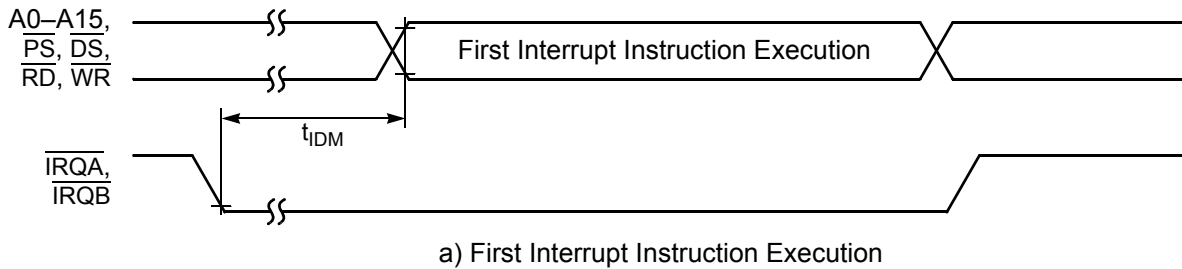 A0–A15,
PS, DS,
RD, WR
First Interrupt Instruction Execution
tIDM
IRQA,
IRQB
a) First Interrupt Instruction Execution